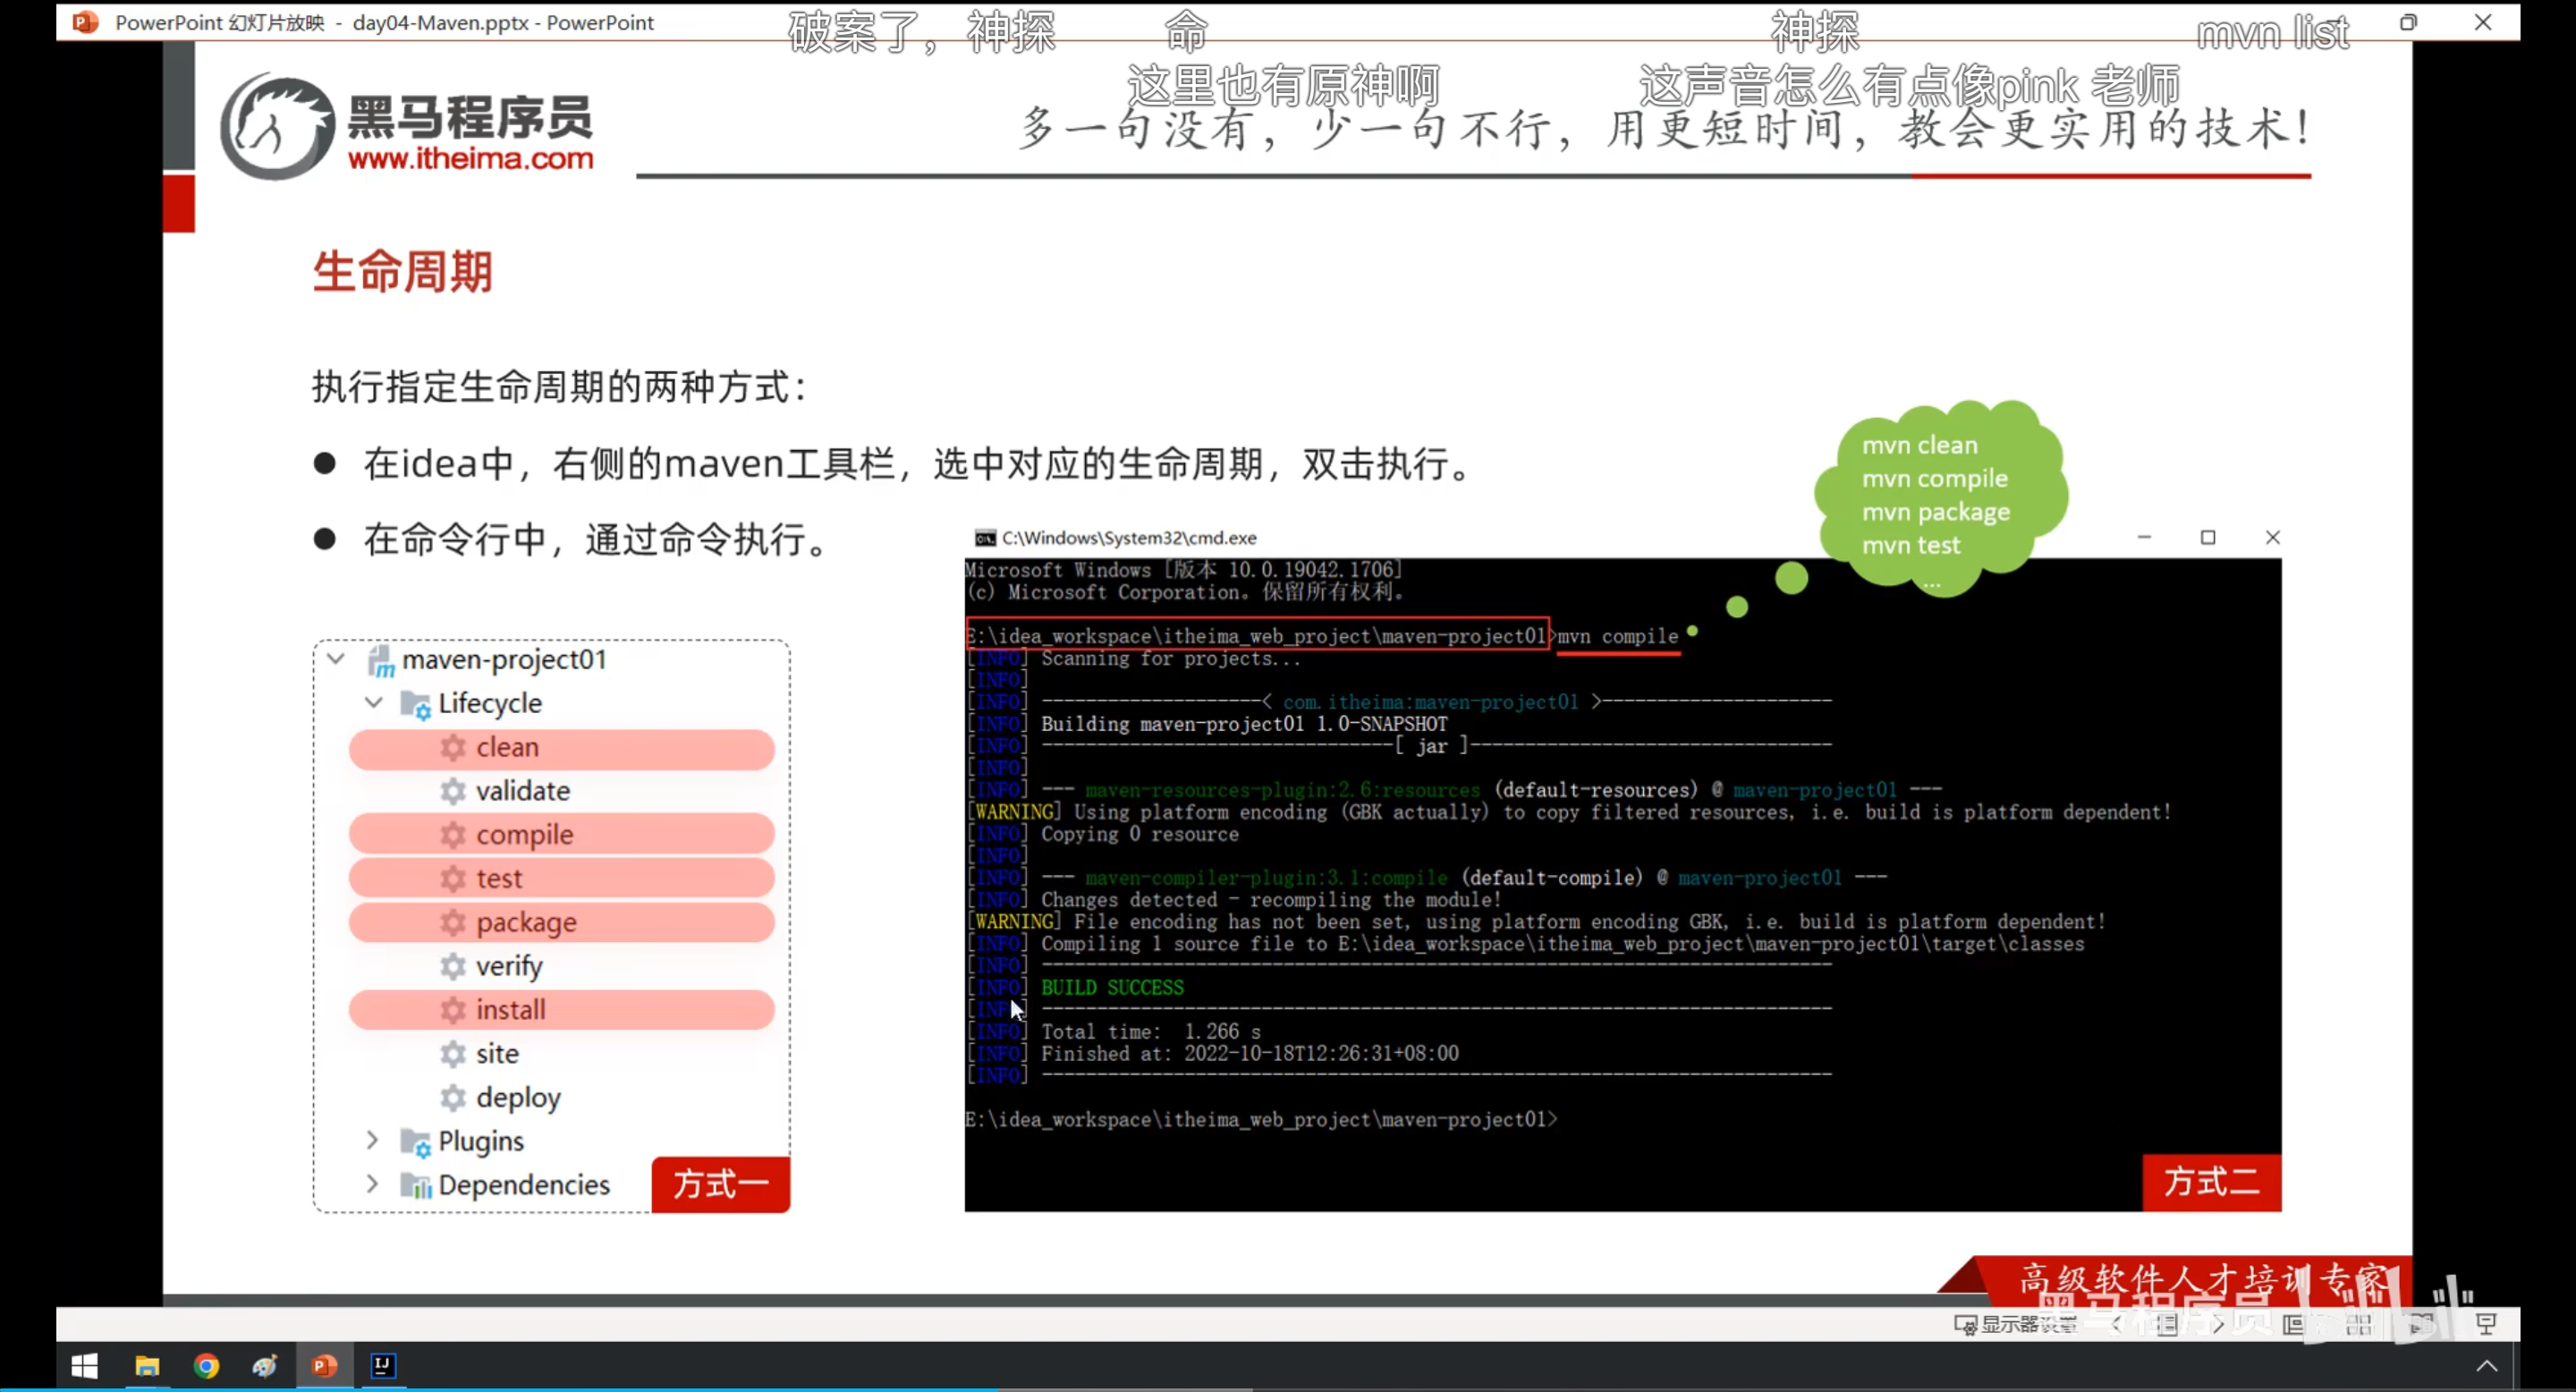 PowerPoint 幻灯片放映 - day04-Maven.pptx - PowerPoint
破案了，神探
命
神探
mvn list
这里也有原神啊
这声音怎么有点像pink 老师
黑马程序员
www.itheima.com
多一句没有，少一句不行，用更短时间，教会更实用的技术！
生命周期
执行指定生命周期的两种方式：
● 在idea中，右侧的maven工具栏，选中对应的生命周期，双击执行。
● 在命令行中，通过命令执行。
mvn clean
mvn compile
mvn package
mvn test
...
maven-project01
Lifecycle
clean
validate
compile
test
package
verify
install
site
deploy
Plugins
Dependencies
方式一
C:\Windows\System32\cmd.exe
Microsoft Windows [版本 10.0.19042.1706]
(c) Microsoft Corporation。保留所有权利。
E:\idea_workspace\itheima_web_project\maven-project01>mvn compile
[INFO] Scanning for projects...
[INFO]
[INFO] --------------------< com.itheima:maven-project01 >---------------------
[INFO] Building maven-project01 1.0-SNAPSHOT
[INFO] --------------------------------[ jar ]---------------------------------
[INFO]
[INFO] --- maven-resources-plugin:2.6:resources (default-resources) @ maven-project01 ---
[WARNING] Using platform encoding (GBK actually) to copy filtered resources, i.e. build is platform dependent!
[INFO] Copying 0 resource
[INFO]
[INFO] --- maven-compiler-plugin:3.1:compile (default-compile) @ maven-project01 ---
[INFO] Changes detected - recompiling the module!
[WARNING] File encoding has not been set, using platform encoding GBK, i.e. build is platform dependent!
[INFO] Compiling 1 source file to E:\idea_workspace\itheima_web_project\maven-project01\target\classes
[INFO] ------------------------------------------------------------------------
[INFO] BUILD SUCCESS
[INFO] ------------------------------------------------------------------------
[INFO] Total time: 1.266 s
[INFO] Finished at: 2022-10-18T12:26:31+08:00
[INFO] ------------------------------------------------------------------------
E:\idea_workspace\itheima_web_project\maven-project01>
方式二
高级软件人才培训专家
黑马程序员
bilibili
显示器设置